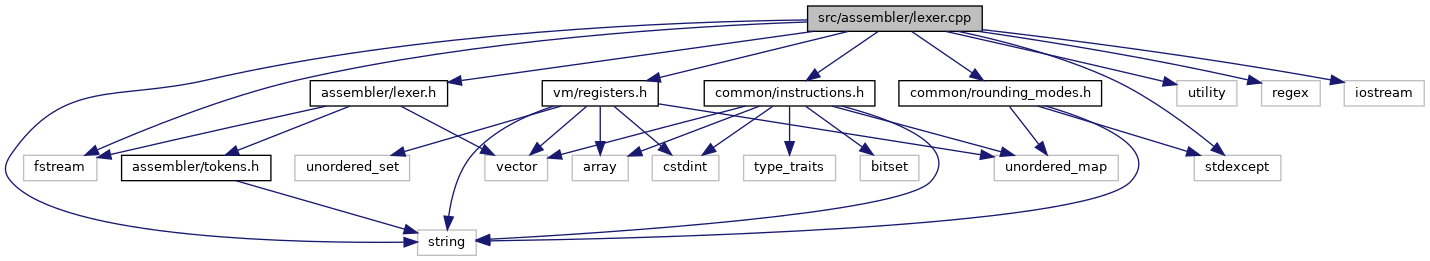 src/assembler/lexer.cpp
assembler/lexer.h
vm/registers.h
common/instructions.h
common/rounding_modes.h
utility
regex
iostream
fstream
assembler/tokens.h
unordered_set
vector
array
cstdint
type_traits
bitset
unordered_map
stdexcept
string